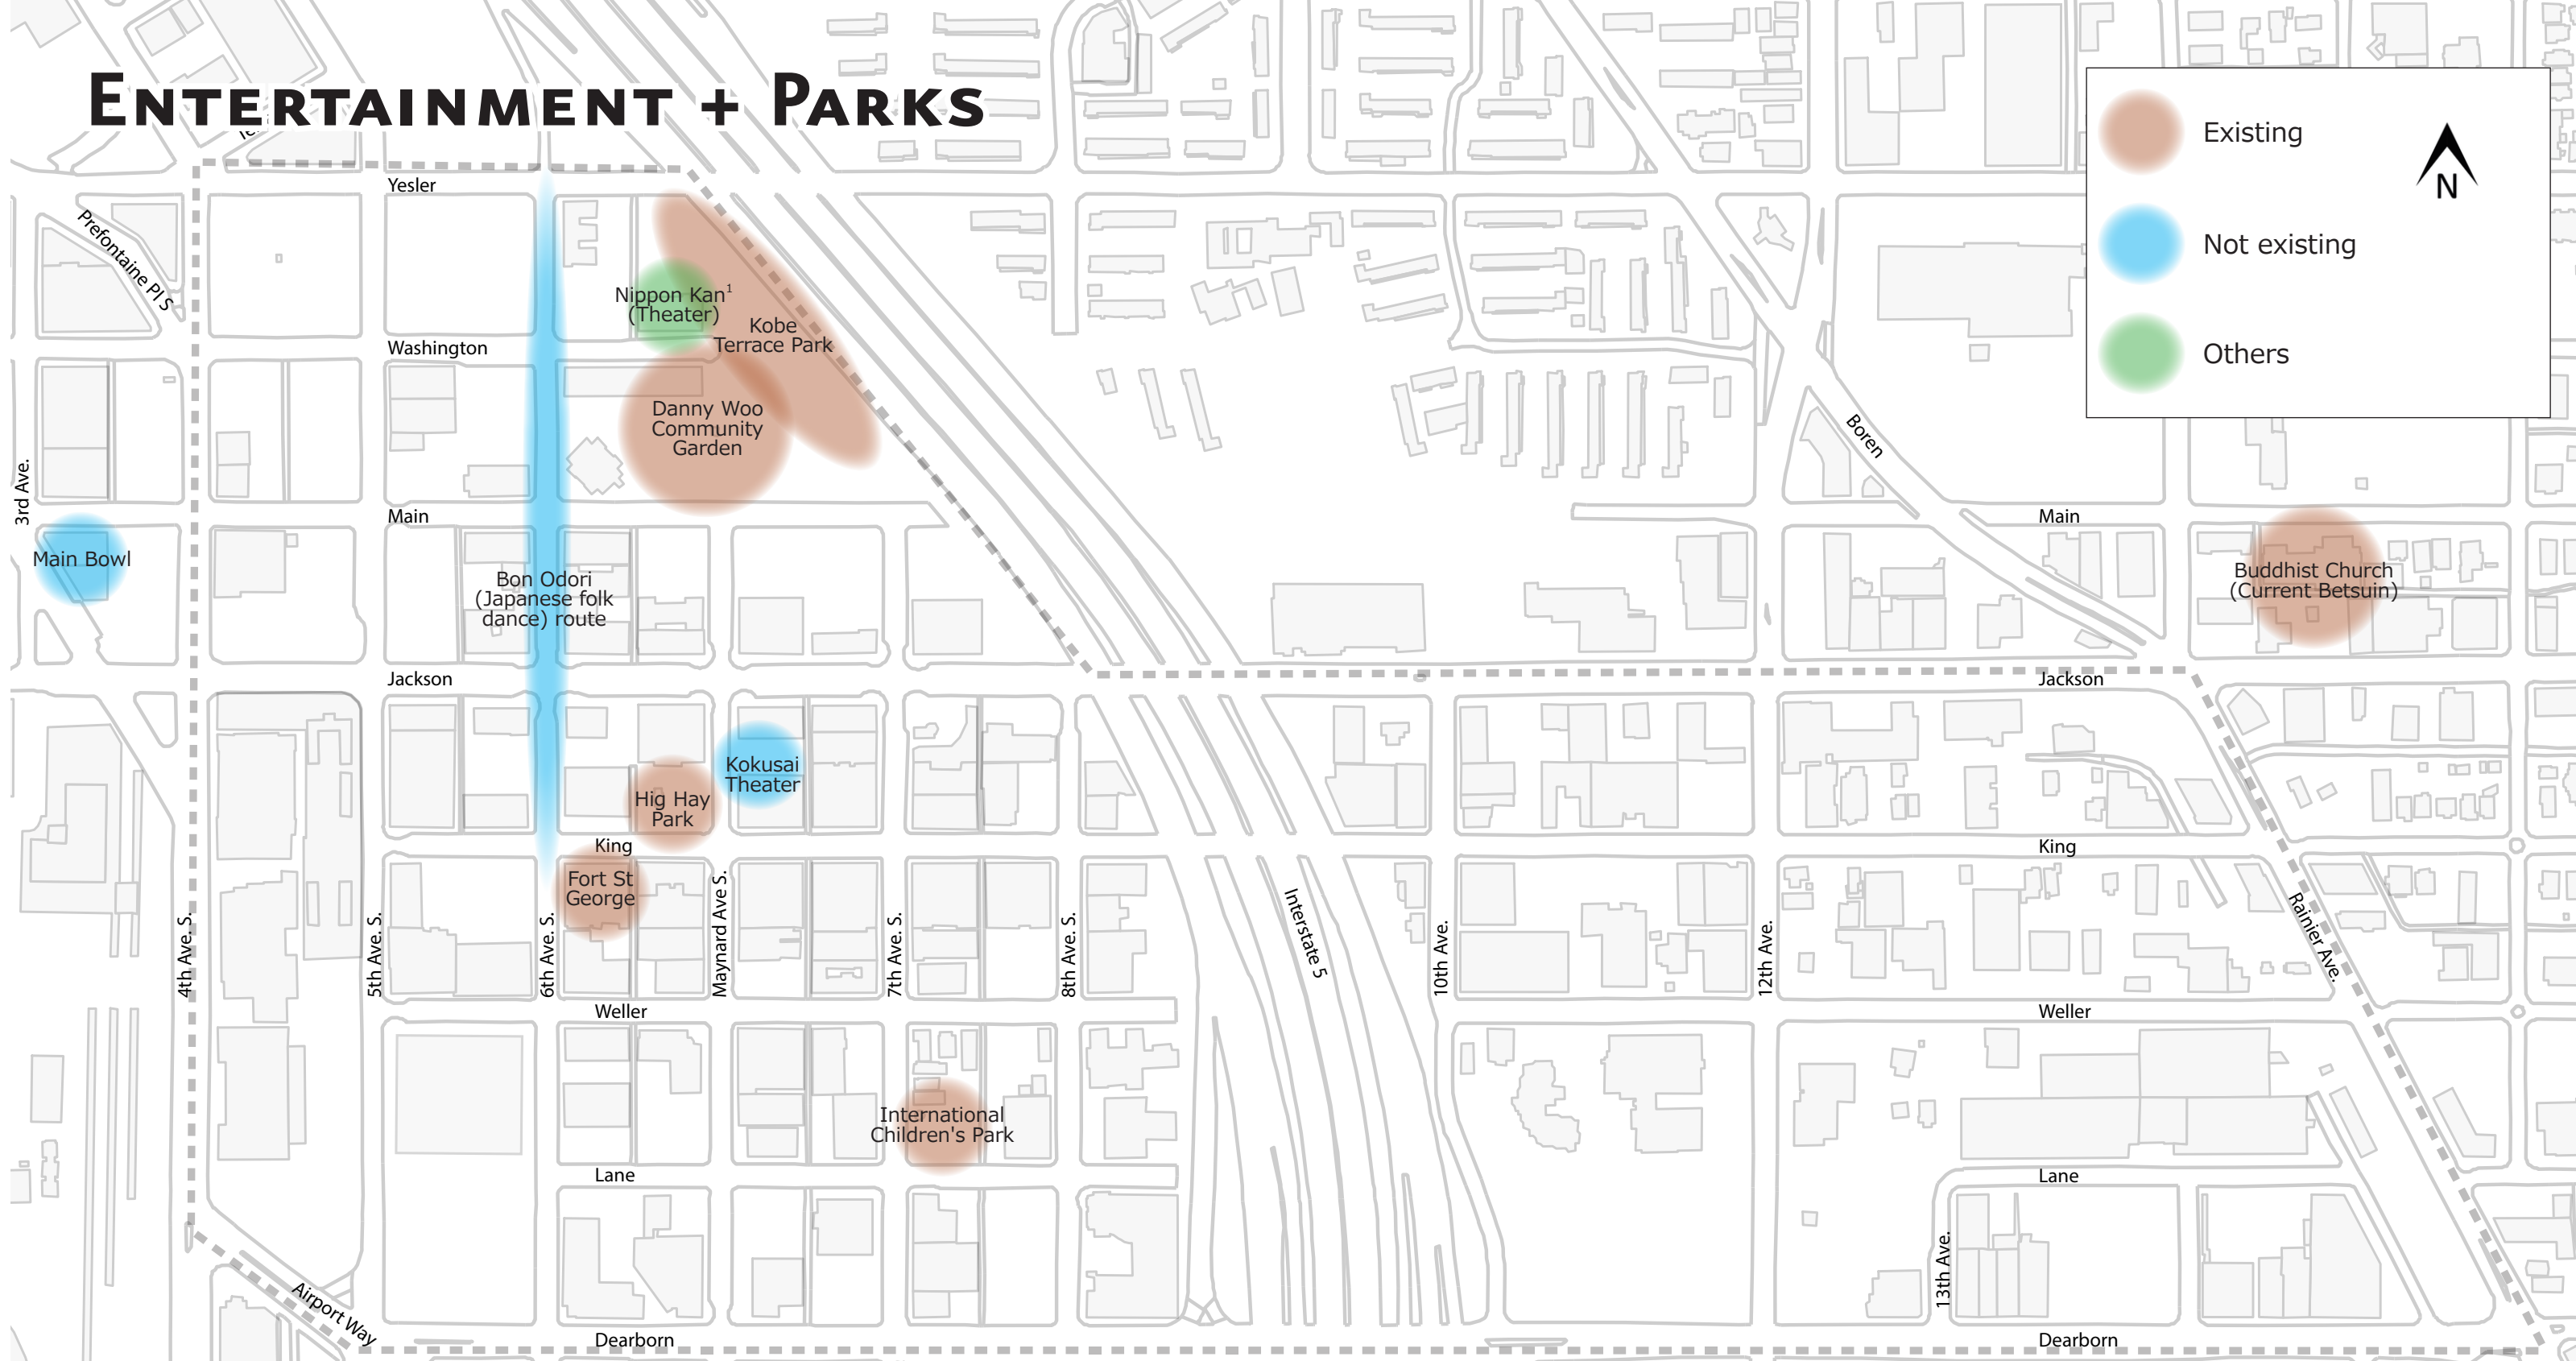 ENTERTAINMENT + PARKS
Existing
N
Not existing
Others
Yesler
Prefontaine Pl S
Nippon Kan¹
(Theater)
Kobe
Terrace Park
Washington
Danny Woo
Community
Garden
Boren
3rd Ave.
Main
Main
Main Bowl
Bon Odori
(Japanese folk
dance) route
Buddhist Church
(Current Betsuin)
Jackson
Jackson
Kokusai
Theater
Hig Hay
Park
King
King
Fort St
George
4th Ave. S.
5th Ave. S.
6th Ave. S.
Maynard Ave S.
7th Ave. S.
8th Ave. S.
Interstate 5
10th Ave.
12th Ave.
Rainier Ave.
Weller
Weller
International
Children's Park
Lane
Lane
13th Ave.
Airport Way
Dearborn
Dearborn